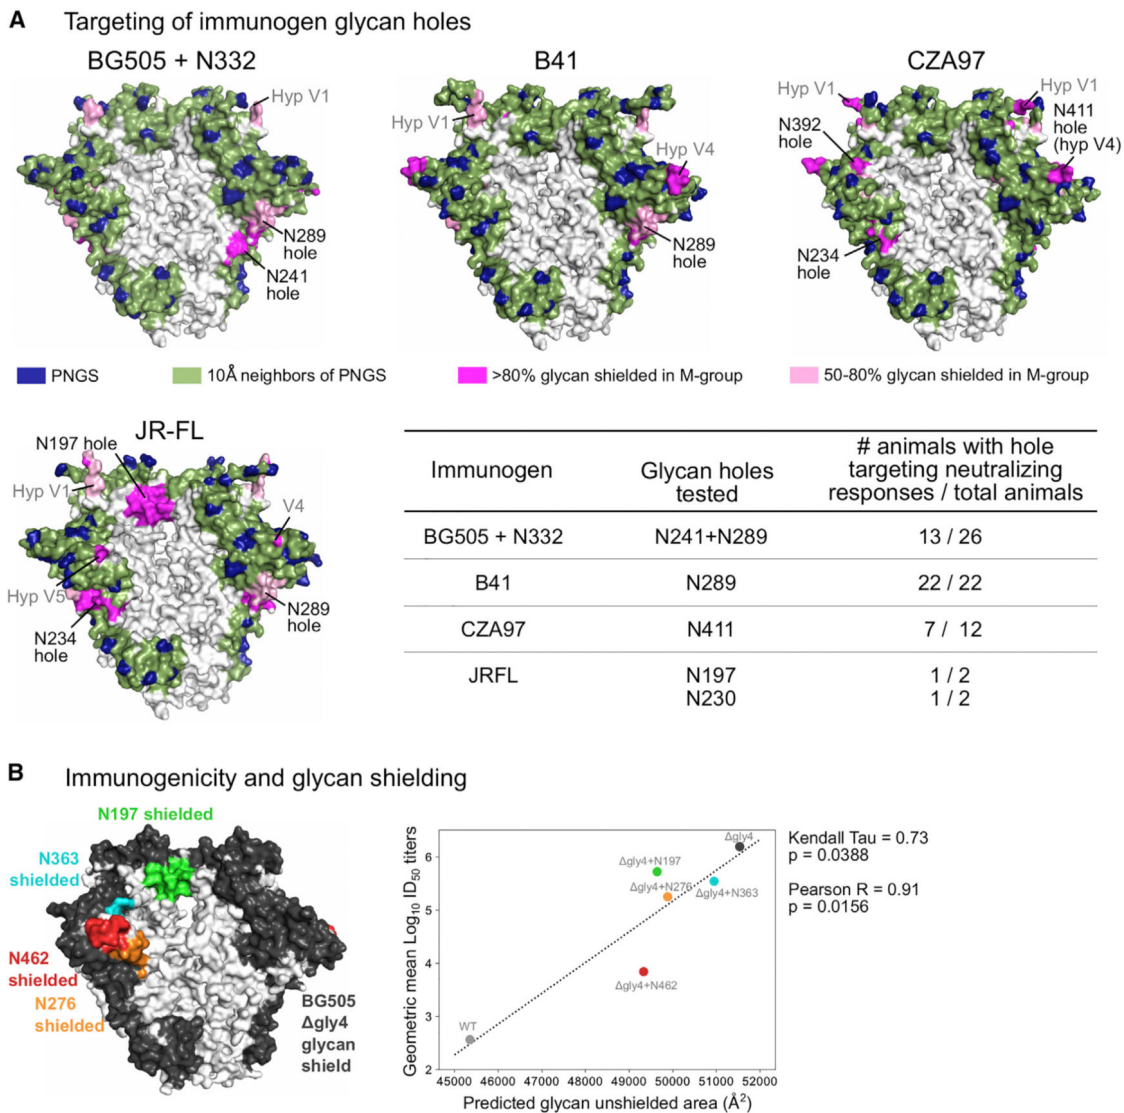 A Targeting of immunogen glycan holes
BG505 + N332
Hyp V1
N289
hole
N241
hole
B41
Hyp V1
Hyp V4
N289
hole
CZA97
Hyp V1
Hyp V1
N392
hole
N411
hole
(hyp V4)
N234
hole
PNGS
10Å neighbors of PNGS
>80% glycan shielded in M-group
50-80% glycan shielded in M-group
JR-FL
N197 hole
Hyp V1
V4
Hyp V5
N234
hole
N289
hole
Immunogen
Glycan holes
tested
# animals with hole
targeting neutralizing
responses / total animals
BG505 + N332 N241+N289 13 / 26
B41 N289 22 / 22
CZA97 N411 7 / 12
JRFL N197 1 / 2
N230 1 / 2
B Immunogenicity and glycan shielding
N197 shielded
N363
shielded
N462
shielded
N276
shielded
BG505
Δgly4
glycan
shield
Geometric mean Log10 ID50 titers
6
5
4
3
2
Δgly4
Δgly4+N197
Δgly4+N276
Δgly4+N363
Δgly4+N462
WT
45000 46000 47000 48000 49000 50000 51000 52000
Predicted glycan unshielded area (Å²)
Kendall Tau = 0.73
p = 0.0388
Pearson R = 0.91
p = 0.0156